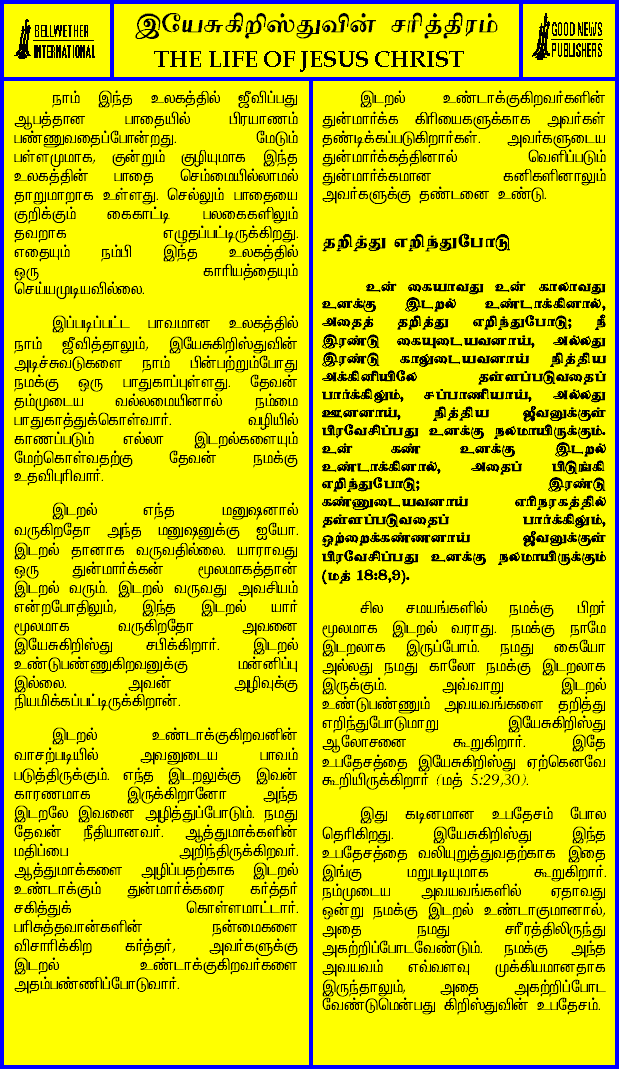 BELLWETHER
INTERNATIONAL
இயேசுகிறிஸ்துவின் சரித்திரம்
THE LIFE OF JESUS CHRIST
GOOD NEWS
PUBLISHERS
நாம் இந்த உலகத்தில் ஜீவிப்பது
ஆபத்தான பாதையில் பிரயாணம்
பண்ணுவதைப்போன்றது. மேடும்
பள்ளமுமாக, குன்றும் குழியுமாக இந்த
உலகத்தின் பாதை செம்மையில்லாமல்
தாறுமாறாக உள்ளது. செல்லும் பாதையை
குறிக்கும் கைகாட்டி பலகைகளிலும்
தவறாக எழுதப்பட்டிருக்கிறது.
எதையும் நம்பி இந்த உலகத்தில்
ஒரு காரியத்தையும்
செய்யமுடியவில்லை.
இப்படிப்பட்ட பாவமான உலகத்தில்
நாம் ஜீவித்தாலும், இயேசுகிறிஸ்துவின்
அடிச்சுவடுகளை நாம் பின்பற்றும்போது
நமக்கு ஒரு பாதுகாப்புள்ளது. தேவன்
தம்முடைய வல்லமையினால் நம்மை
பாதுகாத்துக்கொள்வார். வழியில்
காணப்படும் எல்லா இடறல்களையும்
மேற்கொள்வதற்கு தேவன் நமக்கு
உதவிபுரிவார்.
இடறல் எந்த மனுஷனால்
வருகிறதோ அந்த மனுஷனுக்கு ஐயோ.
இடறல் தானாக வருவதில்லை. யாராவது
ஒரு துன்மார்க்கன் மூலமாகத்தான்
இடறல் வரும். இடறல் வருவது அவசியம்
என்றபோதிலும், இந்த இடறல் யார்
மூலமாக வருகிறதோ அவனை
இயேசுகிறிஸ்து சபிக்கிறார். இடறல்
உண்டுபண்ணுகிறவனுக்கு மன்னிப்பு
இல்லை. அவன் அழிவுக்கு
நியமிக்கப்பட்டிருக்கிறான்.
இடறல் உண்டாக்குகிறவனின்
வாசற்படியில் அவனுடைய பாவம்
படுத்திருக்கும். எந்த இடறலுக்கு இவன்
காரணமாக இருக்கிறானோ அந்த
இடறலே இவனை அழித்துப்போடும். நமது
தேவன் நீதியானவர். ஆத்துமாக்களின்
மதிப்பை அறிந்திருக்கிறவர்.
ஆத்துமாக்களை அழிப்பதற்காக இடறல்
உண்டாக்கும் துன்மார்க்கரை கர்த்தர்
சகித்துக் கொள்ளமாட்டார்.
பரிசுத்தவான்களின் நன்மைகளை
விசாரிக்கிற கர்த்தர், அவர்களுக்கு
இடறல் உண்டாக்குகிறவர்களை
அதம்பண்ணிப்போடுவார்.
இடறல் உண்டாக்குகிறவர்களின்
துன்மார்க்க கிரியைகளுக்காக அவர்கள்
தண்டிக்கப்படுகிறார்கள். அவர்களுடைய
துன்மார்க்கத்தினால் வெளிப்படும்
துன்மார்க்கமான கனிகளினாலும்
அவர்களுக்கு தண்டனை உண்டு.
தறித்து எறிந்துபோடு
உன் கையாவது உன் காலாவது
உனக்கு இடறல் உண்டாக்கினால்,
அதைத் தறித்து எறிந்துபோடு; நீ
இரண்டு கையுடையவனாய், அல்லது
இரண்டு காலுடையவனாய் நித்திய
அக்கினியிலே தள்ளப்படுவதைப்
பார்க்கிலும், சப்பாணியாய், அல்லது
ஊனனாய், நித்திய ஜீவனுக்குள்
பிரவேசிப்பது உனக்கு நலமாயிருக்கும்.
உன் கண் உனக்கு இடறல்
உண்டாக்கினால், அதைப் பிடுங்கி
எறிந்துபோடு; இரண்டு
கண்ணுடையவனாய் எரிநரகத்தில்
தள்ளப்படுவதைப் பார்க்கிலும்,
ஒற்றைக்கண்ணனாய் ஜீவனுக்குள்
பிரவேசிப்பது உனக்கு நலமாயிருக்கும்
(மத் 18:8,9).
சில சமயங்களில் நமக்கு பிறர்
மூலமாக இடறல் வராது. நமக்கு நாமே
இடறலாக இருப்போம். நமது கையோ
அல்லது நமது காலோ நமக்கு இடறலாக
இருக்கும். அவ்வாறு இடறல்
உண்டுபண்ணும் அவயவங்களை தறித்து
எறிந்துபோடுமாறு இயேசுகிறிஸ்து
ஆலோசனை கூறுகிறார். இதே
உபதேசத்தை இயேசுகிறிஸ்து ஏற்கெனவே
கூறியிருக்கிறார் (மத் 5:29,30).
இது கடினமான உபதேசம் போல
தெரிகிறது. இயேசுகிறிஸ்து இந்த
உபதேசத்தை வலியுறுத்துவதற்காக இதை
இங்கு மறுபடியுமாக கூறுகிறார்.
நம்முடைய அவயவங்களில் ஏதாவது
ஒன்று நமக்கு இடறல் உண்டாகுமானால்,
அதை நமது சரீரத்திலிருந்து
அகற்றிப்போடவேண்டும். நமக்கு அந்த
அவயவம் எவ்வளவு முக்கியமானதாக
இருந்தாலும், அதை அகற்றிப்போட
வேண்டுமென்பது கிறிஸ்துவின் உபதேசம்.